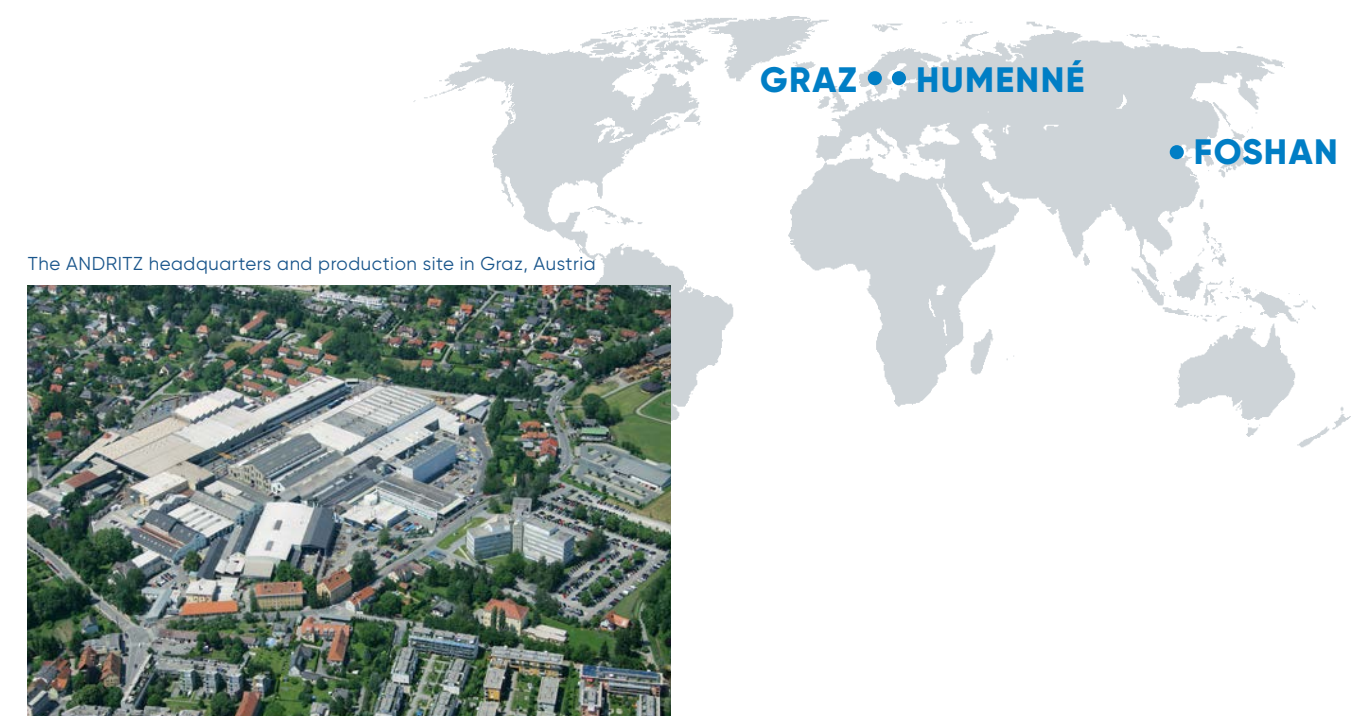 GRAZ
HUMENNÉ
FOSHAN
The ANDRITZ headquarters and production site in Graz, Austria